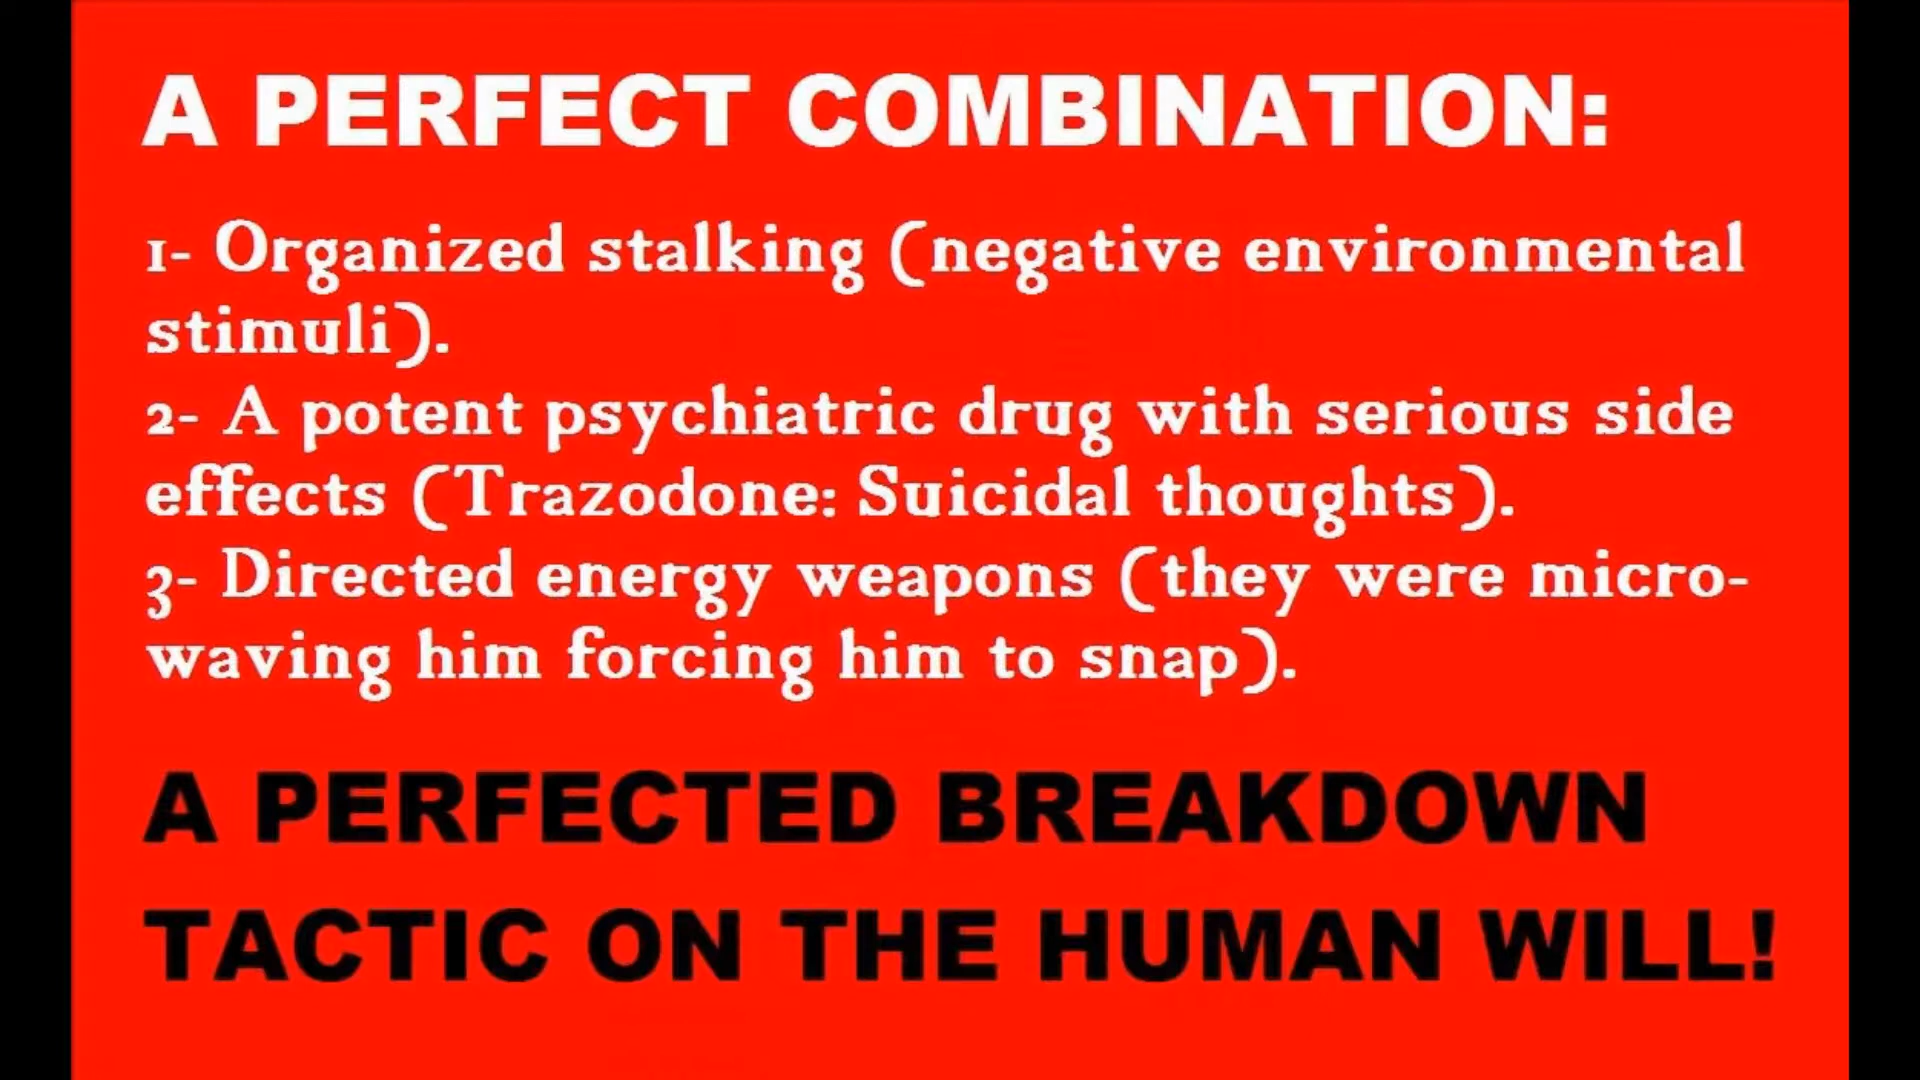 A PERFECT COMBINATION:
1- Organized stalking (negative environmental
stimuli).
2- A potent psychiatric drug with serious side
effects (Trazodone: Suicidal thoughts).
3- Directed energy weapons (they were micro-
waving him forcing him to snap).
A PERFECTED BREAKDOWN
TACTIC ON THE HUMAN WILL!